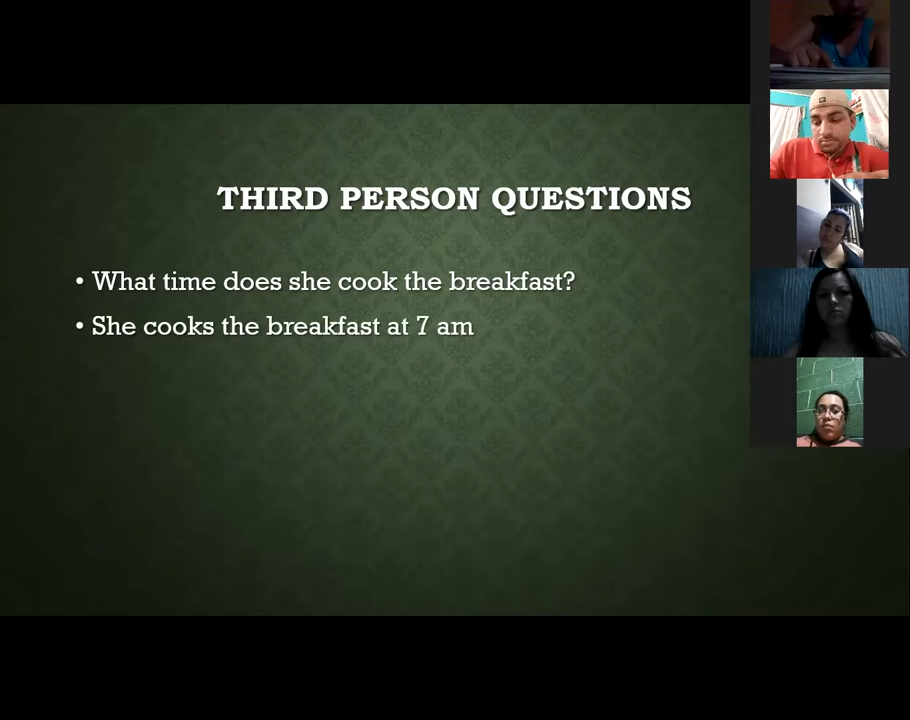 THIRD PERSON QUESTIONS
• What time does she cook the breakfast?
• She cooks the breakfast at 7 am